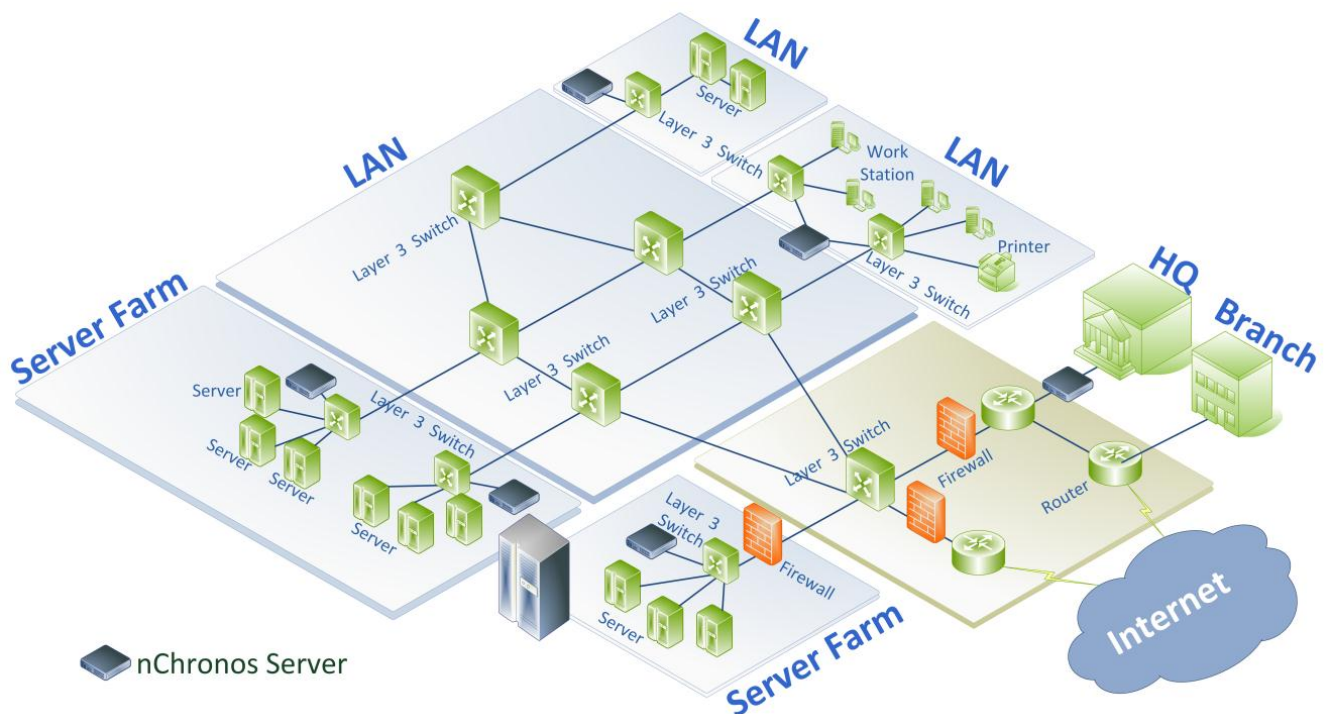 LAN
Server
Layer 3 Switch
LAN
Work
Station
LAN
Printer
Layer 3 Switch
Layer 3 Switch
Layer 3 Switch
Layer 3 Switch
HQ
Branch
Server Farm
Server
Server
Server
Layer 3 Switch
Server
Layer 3 Switch
Firewall
Router
Layer 3
Switch
Firewall
Server
Server Farm
Internet
nChronos Server